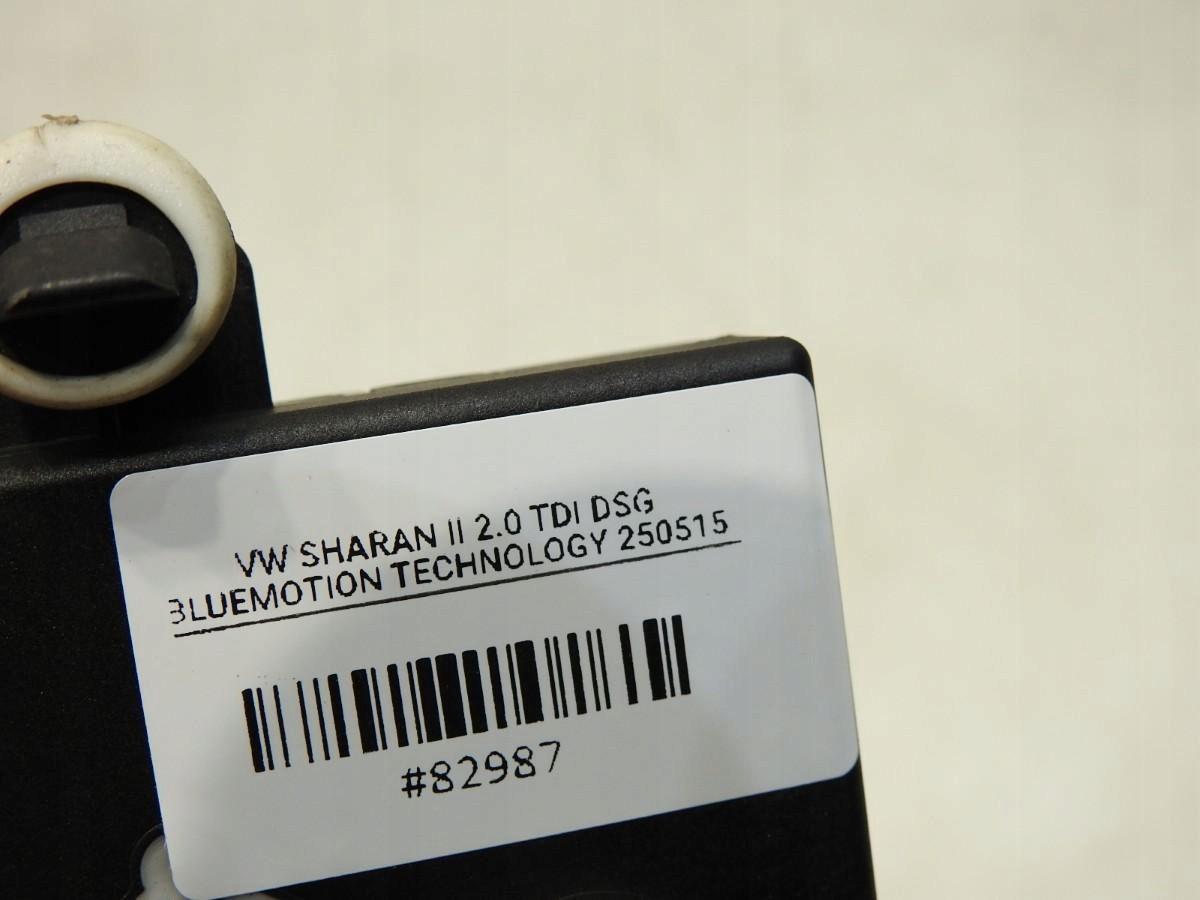 VW SHARAN II 2.0 TDI DSG
BLUEMOTION TECHNOLOGY 250515
#82987